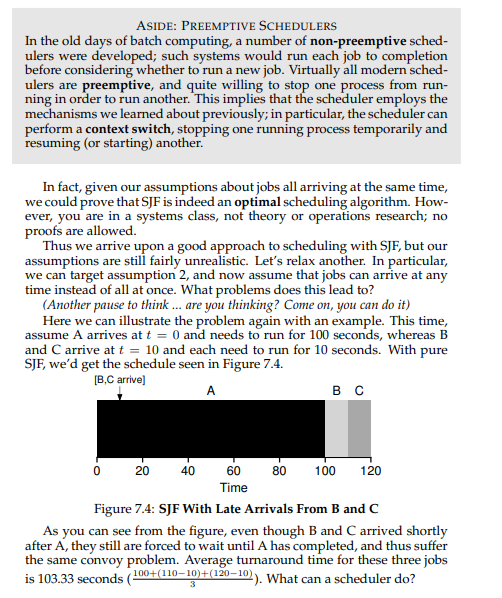 ASIDE: PREEMPTIVE SCHEDULERS
In the old days of batch computing, a number of non-preemptive sched-
ulers were developed; such systems would run each job to completion
before considering whether to run a new job. Virtually all modern sched-
ulers are preemptive, and quite willing to stop one process from run-
ning in order to run another. This implies that the scheduler employs the
mechanisms we learned about previously; in particular, the scheduler can
perform a context switch, stopping one running process temporarily and
resuming (or starting) another.
In fact, given our assumptions about jobs all arriving at the same time,
we could prove that SJF is indeed an optimal scheduling algorithm. How-
ever, you are in a systems class, not theory or operations research; no
proofs are allowed.
Thus we arrive upon a good approach to scheduling with SJF, but our
assumptions are still fairly unrealistic. Let's relax another. In particular,
we can target assumption 2, and now assume that jobs can arrive at any
time instead of all at once. What problems does this lead to?
(Another pause to think ... are you thinking? Come on, you can do it)
Here we can illustrate the problem again with an example. This time,
assume A arrives at t = 0 and needs to run for 100 seconds, whereas B
and C arrive at t = 10 and each need to run for 10 seconds. With pure
SJF, we'd get the schedule seen in Figure 7.4.
[B,C arrive]
A B C
0 20 40 60 80 100 120
Time
Figure 7.4: SJF With Late Arrivals From B and C
As you can see from the figure, even though B and C arrived shortly
after A, they still are forced to wait until A has completed, and thus suffer
the same convoy problem. Average turnaround time for these three jobs
is 103.33 seconds (100+(110−10)+(120−10)/3). What can a scheduler do?